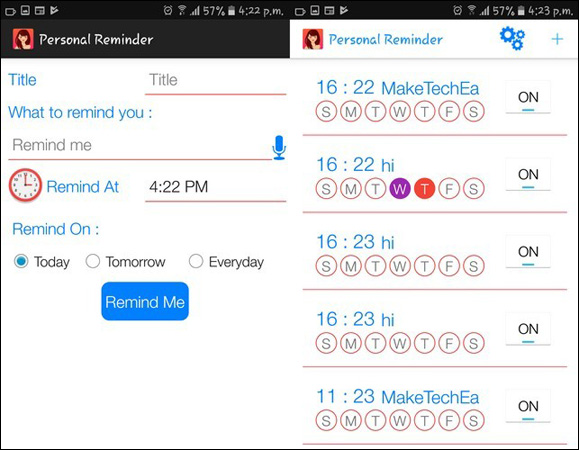 57% 4:22 p.m.
Personal Reminder
Title Title
What to remind you :
Remind me
Remind At 4:22 PM
Remind On :
Today Tomorrow Everyday
Remind Me
57% 4:23 p.m.
Personal Reminder +
16 : 22 MakeTechEa ON
S M T W T F S
16 : 22 hi ON
S M T W T F S
16 : 23 hi ON
S M T W T F S
16 : 23 hi ON
S M T W T F S
11 : 23 MakeTechEa ON
S M T W T F S